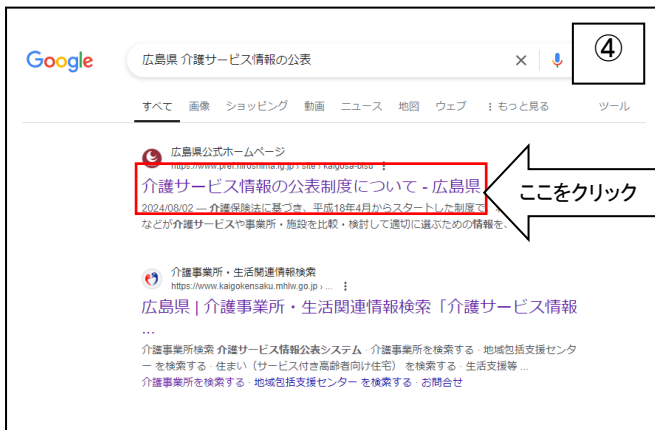 ④
Google
広島県 介護サービス情報の公表
すべて 画像 ショッピング 動画 ニュース 地図 ウェブ ⁝ もっと見る ツール
広島県公式ホームページ
https://www.pref.hiroshima.lg.jp › site › kaigosa-bisu
介護サービス情報の公表制度について - 広島県
ここをクリック
2024/08/02 — 介護保険法に基づき、平成18年4月からスタートした制度で
などが介護サービスや事業所・施設を比較・検討して適切に選ぶための情報を、
介護事業所・生活関連情報検索
https://www.kaigokensaku.mhlw.go.jp › ...
広島県 | 介護事業所・生活関連情報検索「介護サービス情報
...
介護事業所検索 介護サービス情報公表システム · 介護事業所を検索する · 地域包括支援センタ
ー を検索する · 住まい（サービス付き高齢者向け住宅） を検索する · 生活支援等 ...
介護事業所を検索する · 地域包括支援センター を検索する · お問合せ